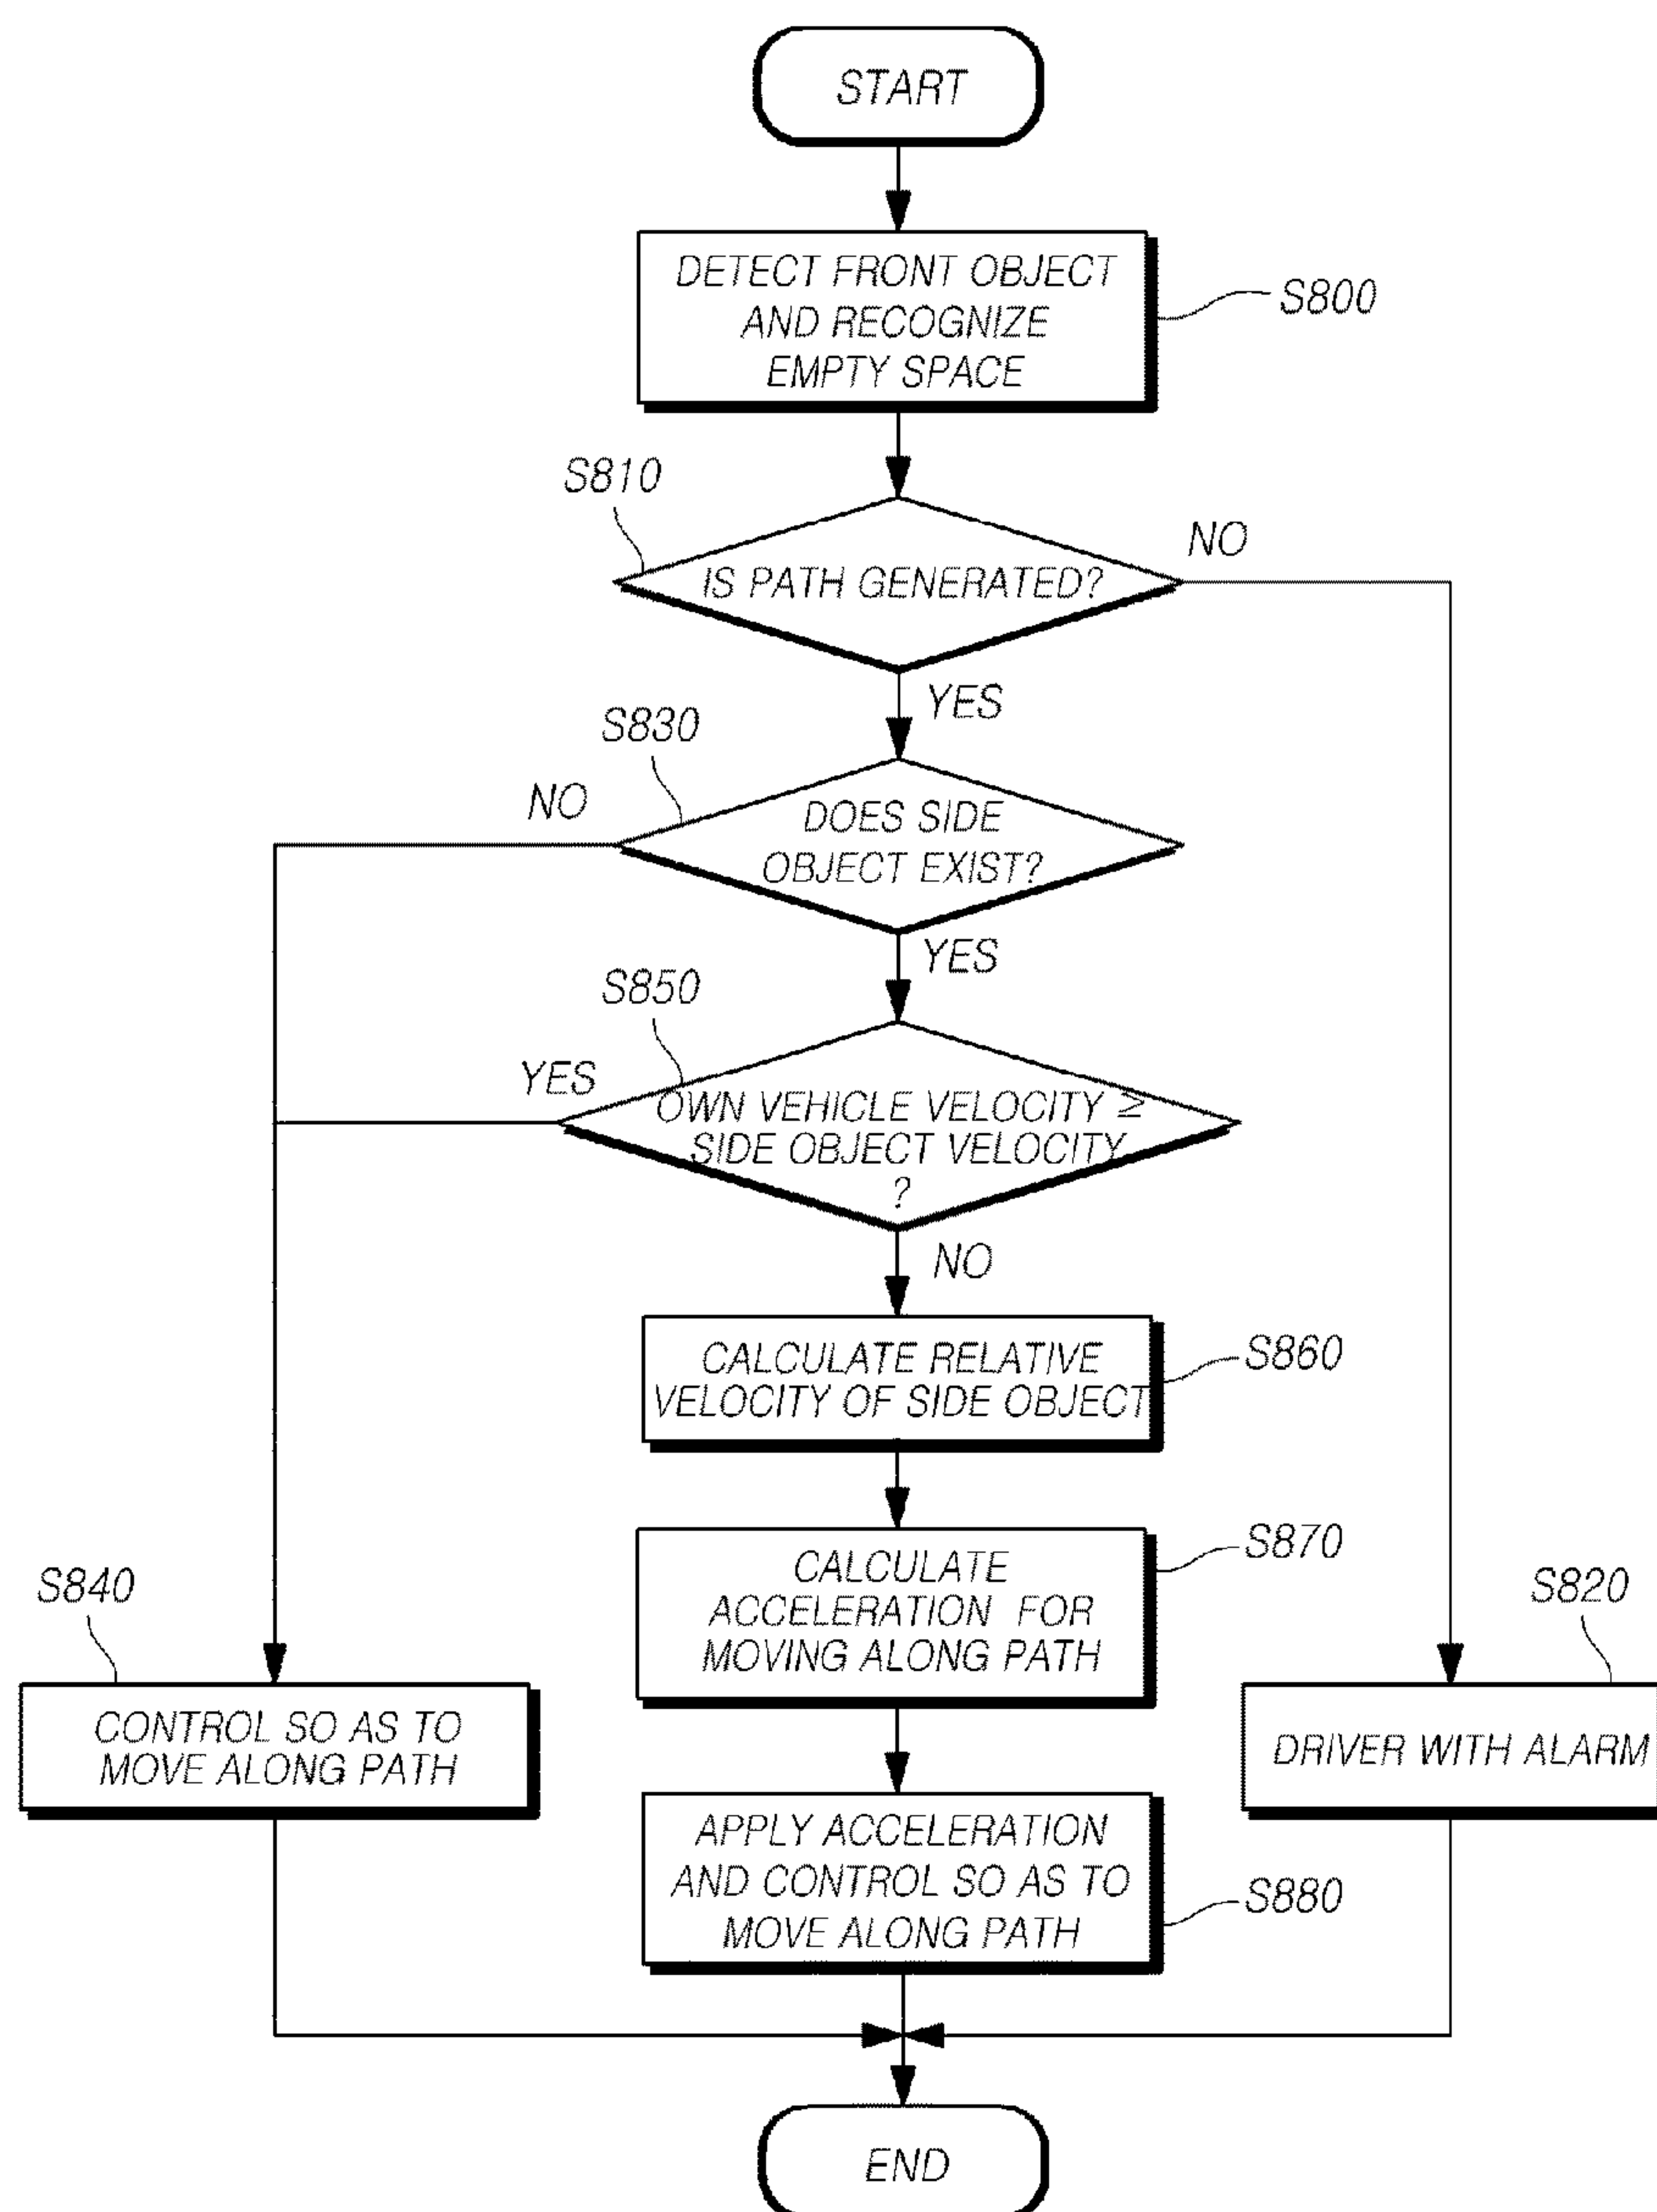 START
DETECT FRONT OBJECT
AND RECOGNIZE
EMPTY SPACE
S800
S810
NO
IS PATH GENERATED?
YES
S830
NO
DOES SIDE
OBJECT EXIST?
YES
S850
YES
OWN VEHICLE VELOCITY ≥
SIDE OBJECT VELOCITY
?
NO
CALCULATE RELATIVE
VELOCITY OF SIDE OBJECT
S860
CALCULATE
ACCELERATION FOR
MOVING ALONG PATH
S870
S840
CONTROL SO AS TO
MOVE ALONG PATH
S820
DRIVER WITH ALARM
APPLY ACCELERATION
AND CONTROL SO AS TO
MOVE ALONG PATH
S880
END